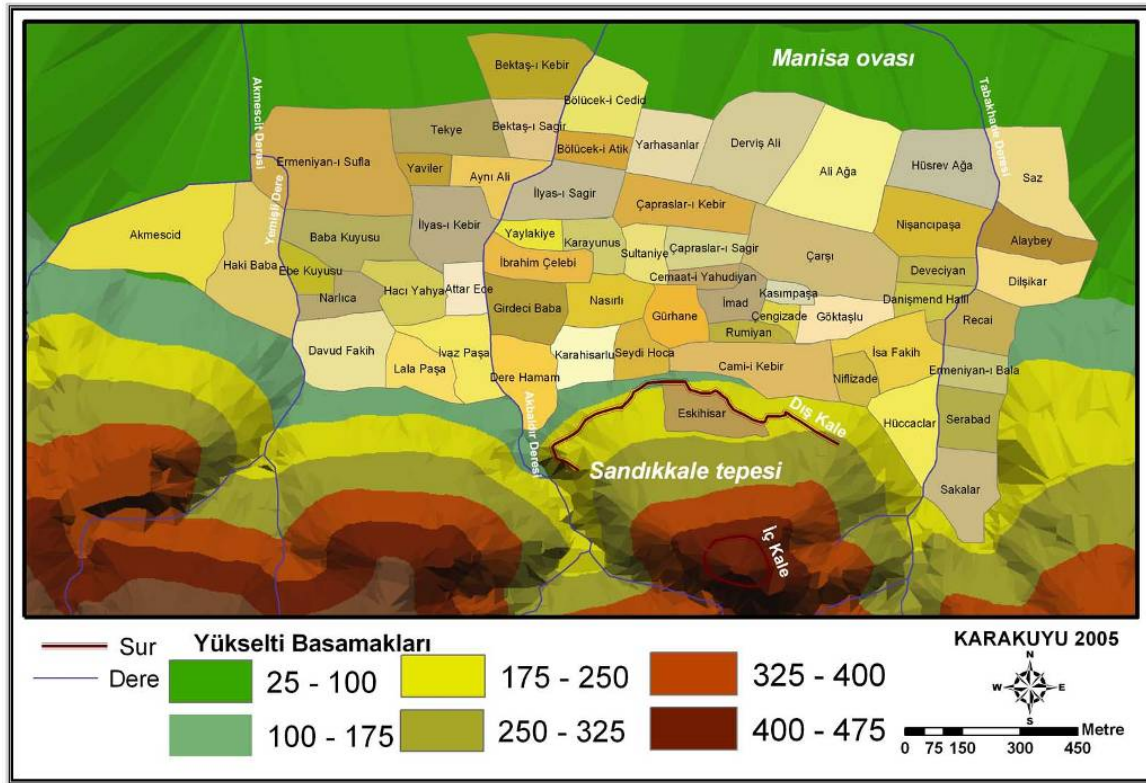 Manisa ovası
Bektaş-ı Kebir
Bölücek-i Cedid
Akmescit Deresi
Tabakhane Deresi
Tekye
Bektaş-ı Sagir
Yarhasanlar
Derviş Ali
Ali Ağa
Hüsrev Ağa
Saz
Ermeniyan-ı Sufla
Yaviler
Aynı Ali
Bölücek-i Atik
Yemişli Dere
İlyas-ı Sagir
Çapraslar-ı Kebir
Nişancıpaşa
Akmescid
Haki Baba
Baba Kuyusu
İlyas-ı Kebir
Yaylakiye
Karayunus
Sultaniye
Çapraslar-ı Sagir
Çarşı
Alaybey
Ebe Kuyusu
İbrahim Çelebi
Cemaat-i Yahudiyan
Deveciyan
Dilşikar
Narlıca
Hacı Yahya
Attar Ece
Girdeci Baba
Nasırlı
Gürhane
İmad
Kasımpaşa
Danişmend Halil
Çengizade
Göktaşlu
Recai
Rumiyan
Davud Fakih
Lala Paşa
İvaz Paşa
Dere Hamam
Karahisarlu
Seydi Hoca
Cami-i Kebir
Niflizade
İsa Fakih
Ermeniyan-ı Bala
Eskihisar
Dış Kale
Hüccaclar
Serabad
Akbaldır Deresi
Sandıkkale tepesi
Sakalar
İç Kale
Sur
Dere
Yükselti Basamakları
25 - 100
175 - 250
325 - 400
100 - 175
250 - 325
400 - 475
KARAKUYU 2005
N
W E
S
Metre
0 75 150 300 450